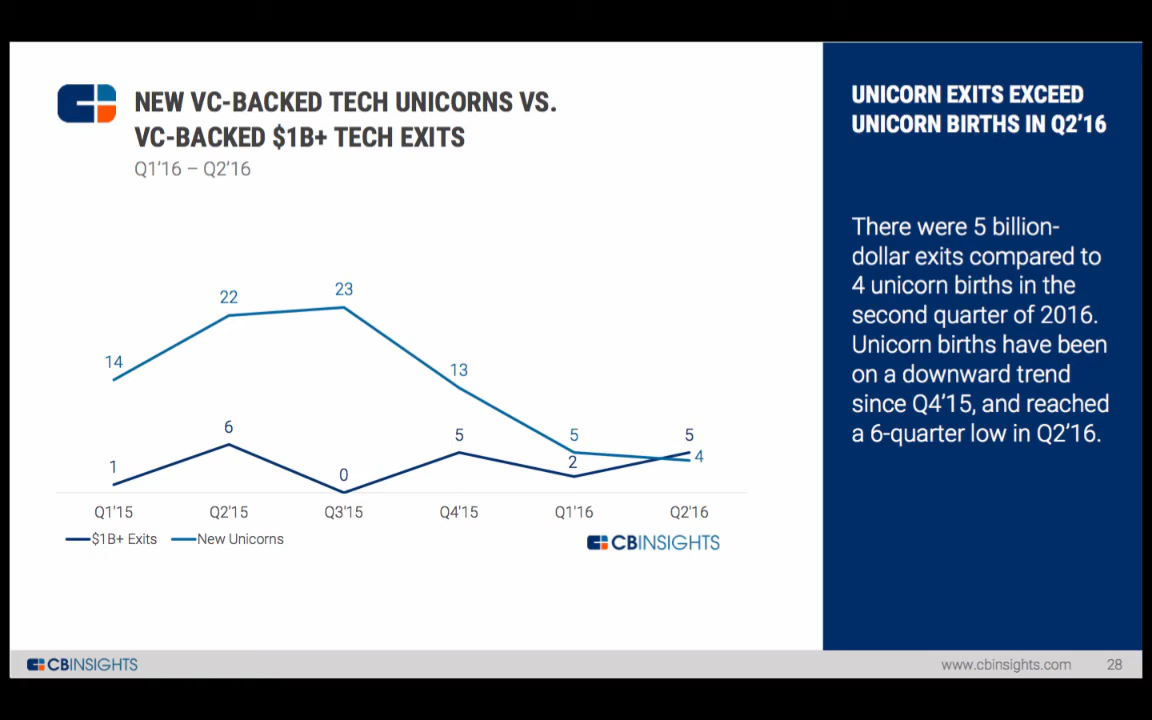 NEW VC-BACKED TECH UNICORNS VS.
VC-BACKED $1B+ TECH EXITS
Q1'16 – Q2'16
14
22
23
13
5
4
1
6
0
5
2
5
Q1'15
Q2'15
Q3'15
Q4'15
Q1'16
Q2'16
$1B+ Exits
New Unicorns
CBINSIGHTS
UNICORN EXITS EXCEED
UNICORN BIRTHS IN Q2'16
There were 5 billion-
dollar exits compared to
4 unicorn births in the
second quarter of 2016.
Unicorn births have been
on a downward trend
since Q4'15, and reached
a 6-quarter low in Q2'16.
CBINSIGHTS
www.cbinsights.com
28